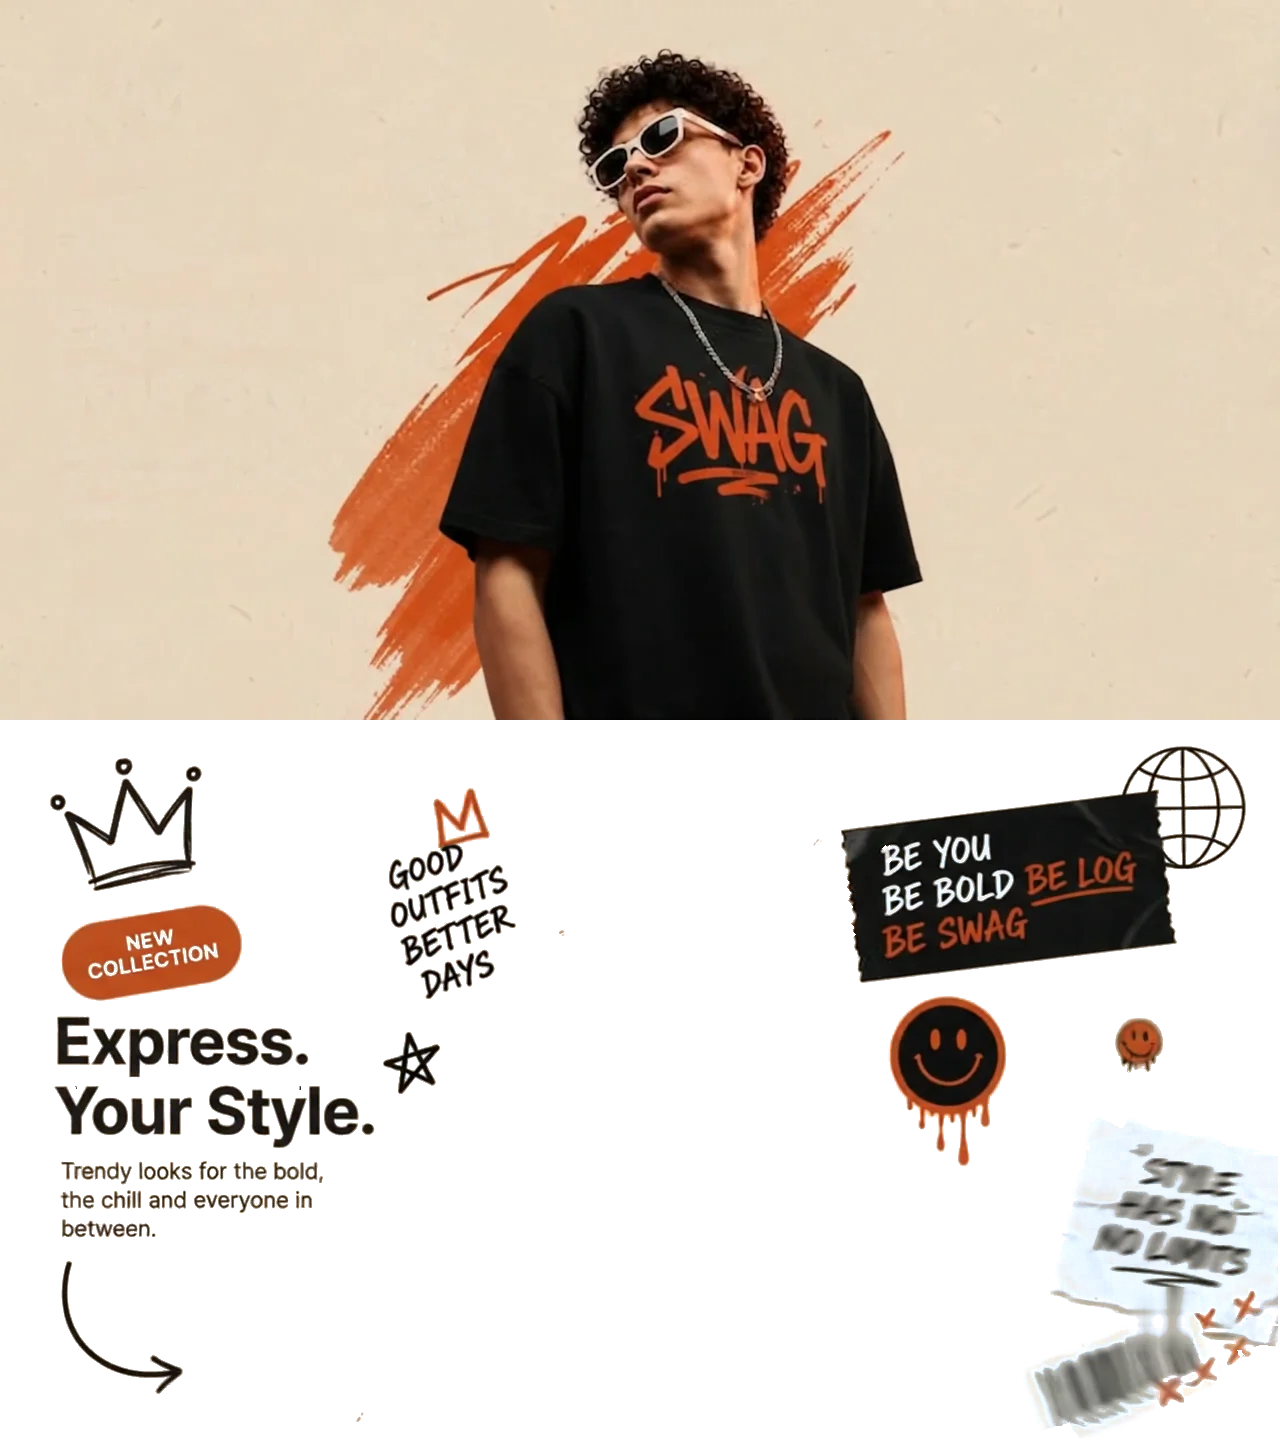 SWAG
NEW
COLLECTION
Express.
Your Style.
Trendy looks for the bold,
the chill and everyone in
between.
GOOD
OUTFITS
BETTER
DAYS
BE YOU
BE BOLD BE LOG
BE SWAG
"STYLE
HAS NO"
NO LIMITS